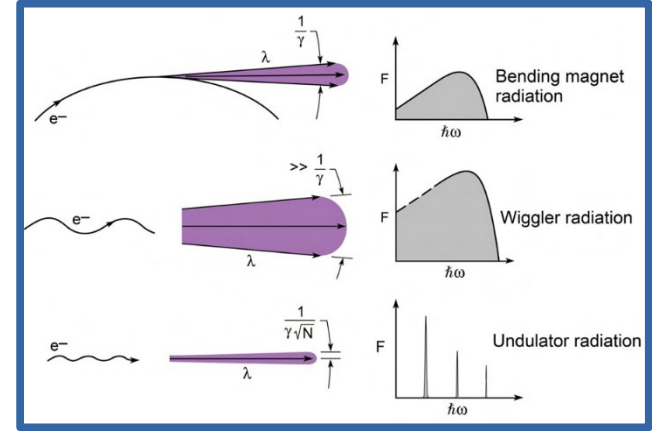 1
γ
λ
e–
F
ħω
Bending magnet
radiation
>> 1
γ
e–
λ
F
ħω
Wiggler radiation
1
γ√N
e–
λ
F
ħω
Undulator radiation